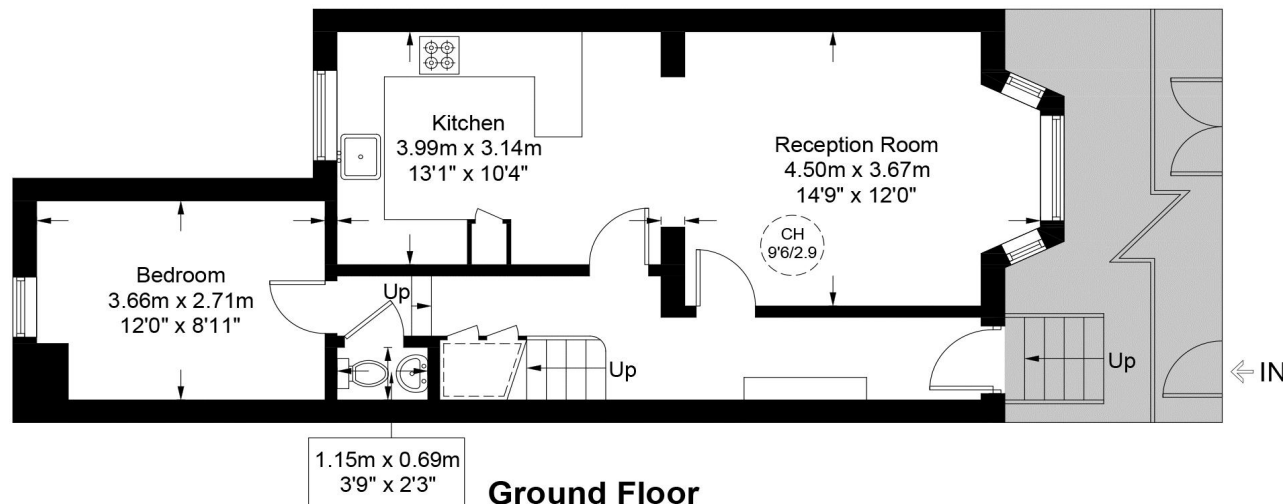 Kitchen
3.99m x 3.14m
13'1" x 10'4"
Reception Room
4.50m x 3.67m
14'9" x 12'0"
CH
9'6/2.9
Bedroom
3.66m x 2.71m
12'0" x 8'11"
Up
Up
Up
IN
1.15m x 0.69m
3'9" x 2'3"
Ground Floor